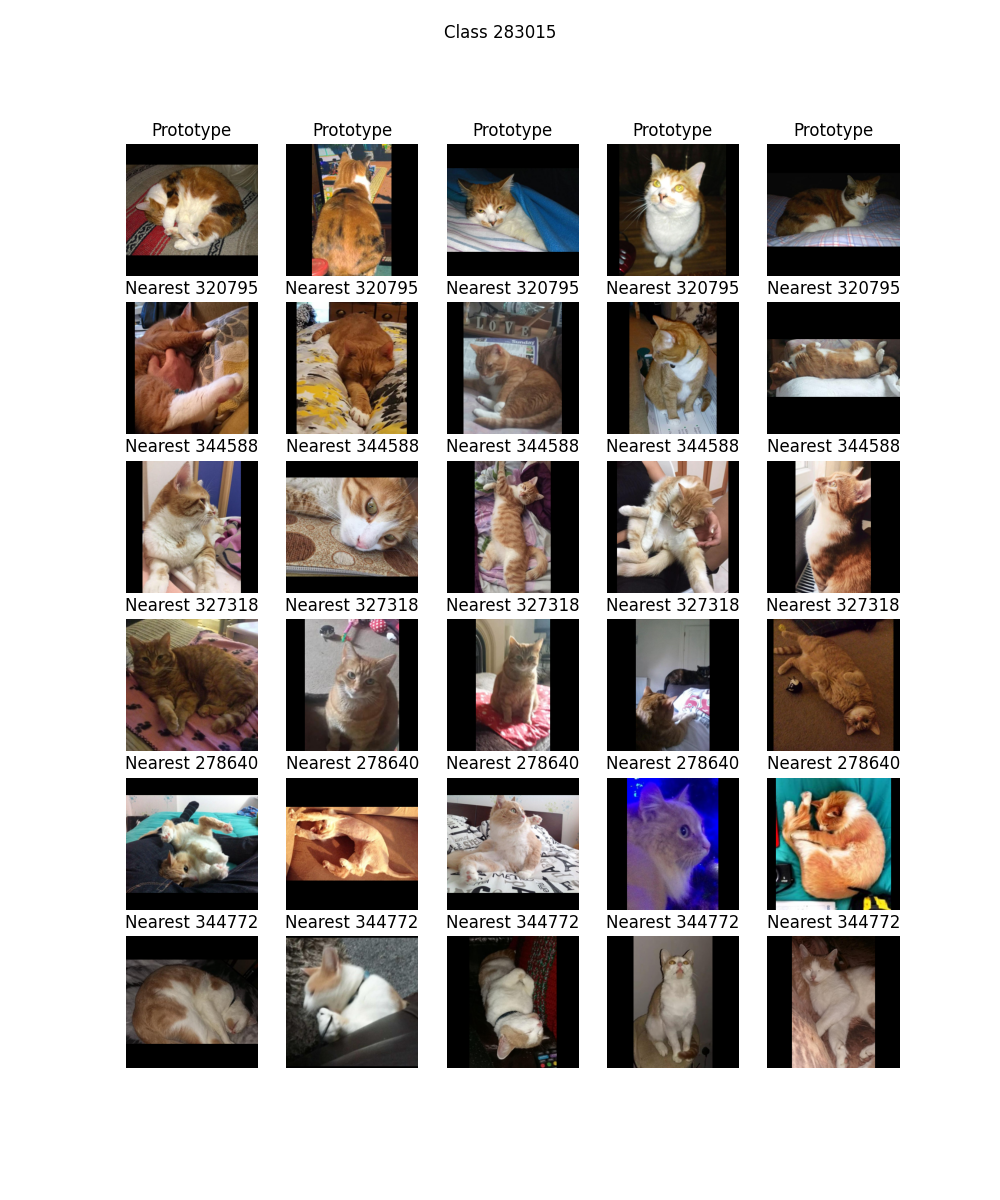 Class 283015
Prototype Prototype Prototype Prototype Prototype
Nearest 320795 Nearest 320795 Nearest 320795 Nearest 320795 Nearest 320795
LOVE
Sunday
Nearest 344588 Nearest 344588 Nearest 344588 Nearest 344588 Nearest 344588
Nearest 327318 Nearest 327318 Nearest 327318 Nearest 327318 Nearest 327318
Nearest 278640 Nearest 278640 Nearest 278640 Nearest 278640 Nearest 278640
Nearest 344772 Nearest 344772 Nearest 344772 Nearest 344772 Nearest 344772